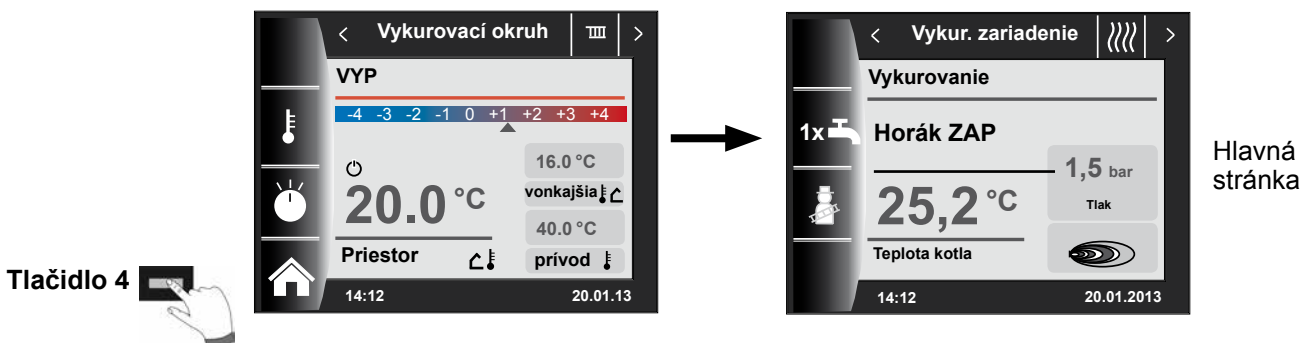 Tlačidlo 4
Vykurovací okruh
VYP
-4 -3 -2 -1 0 +1 +2 +3 +4
16.0 °C
vonkajšia
20.0 °C
40.0 °C
Priestor
prívod
14:12 20.01.13
Vykur. zariadenie
Vykurovanie
1x
Horák ZAP
1,5 bar
Tlak
25,2 °C
Teplota kotla
14:12 20.01.2013
Hlavná
stránka